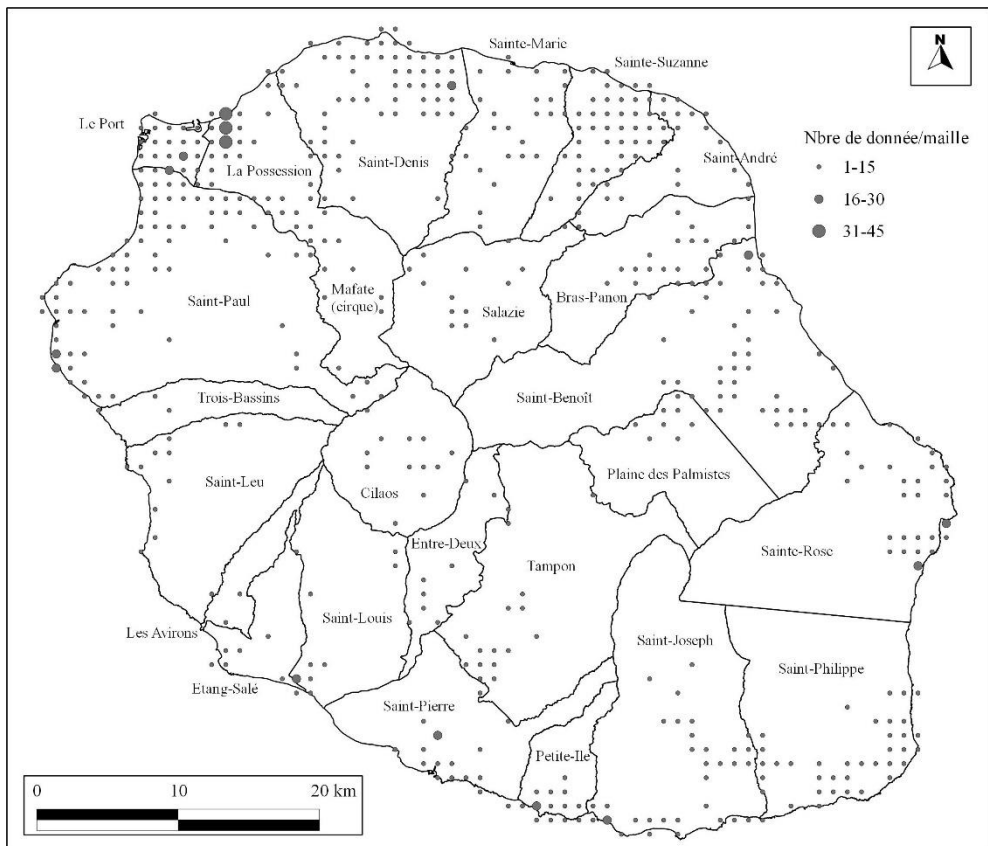 Sainte-Marie
N
Sainte-Suzanne
Le Port
Nbre de donnée/maille
Saint-Denis
Saint-André
La Possession
1-15
16-30
31-45
Mafate
(cirque)
Saint-Paul
Salazie
Bras-Panon
Trois-Bassins
Saint-Benoît
Saint-Leu
Cilaos
Plaine des Palmistes
Entre-Deux
Tampon
Sainte-Rose
Les Avirons
Saint-Louis
Saint-Joseph
Saint-Philippe
Etang-Salé
Saint-Pierre
Petite-Ile
0 10 20 km